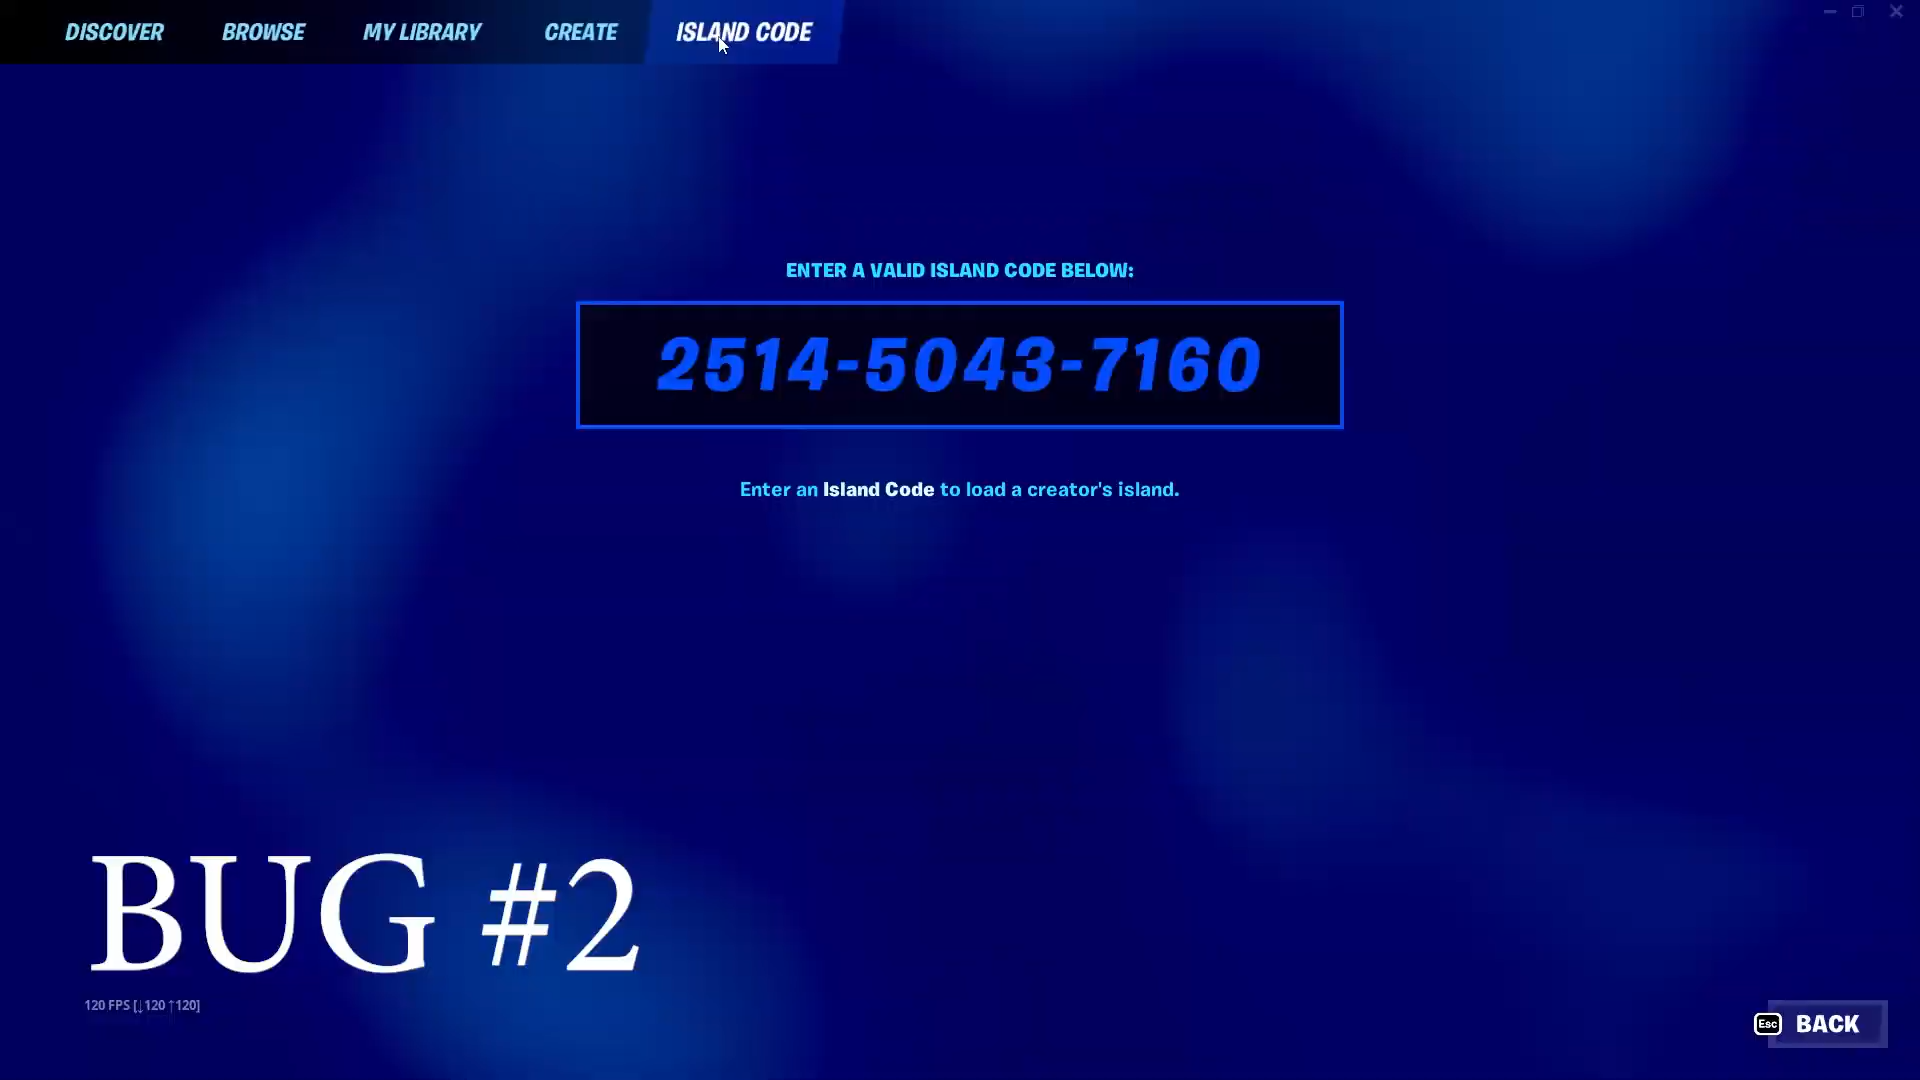 DISCOVER BROWSE MY LIBRARY CREATE ISLAND CODE
ENTER A VALID ISLAND CODE BELOW:
2514-5043-7160
Enter an Island Code to load a creator's island.
BUG #2
120 FPS [↓120 ↑120]
Esc BACK